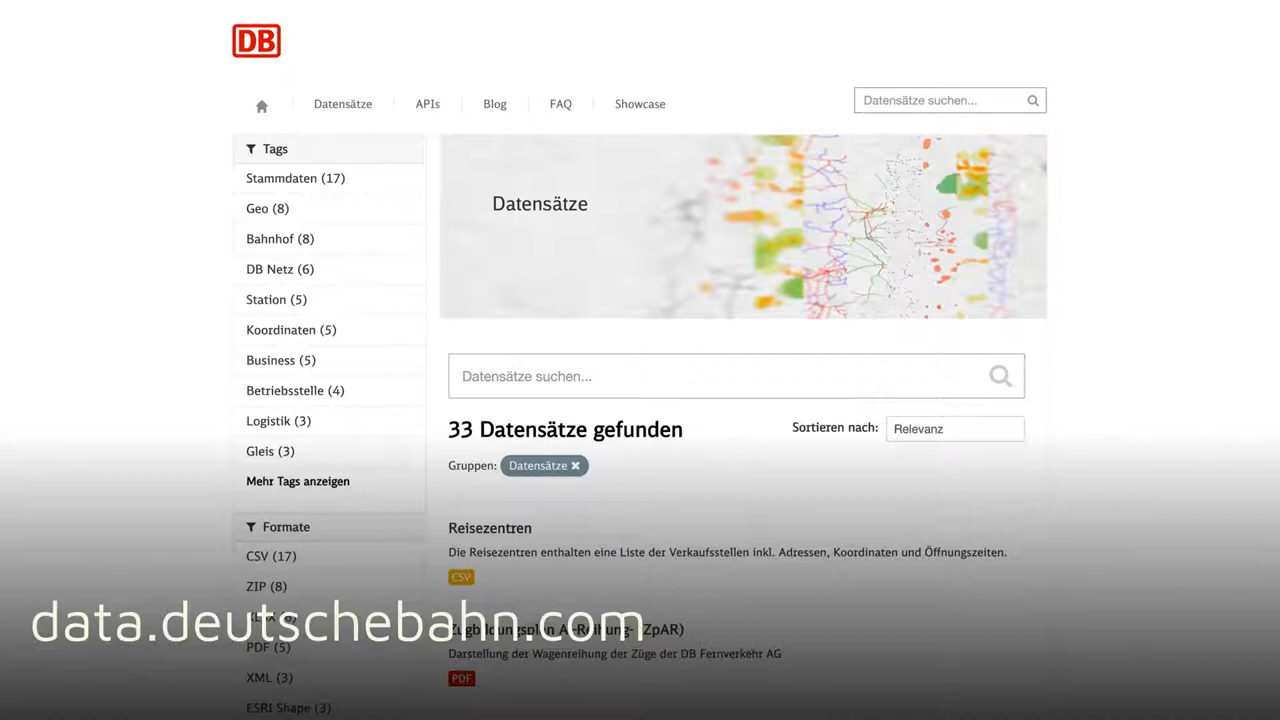 DB
Datensätze
APIs
Blog
FAQ
Showcase
Datensätze suchen...
Tags
Stammdaten (17)
Geo (8)
Bahnhof (8)
DB Netz (6)
Station (5)
Koordinaten (5)
Business (5)
Betriebsstelle (4)
Logistik (3)
Gleis (3)
Mehr Tags anzeigen
Formate
CSV (17)
ZIP (8)
PDF (5)
XML (3)
ESRI Shape (3)
Datensätze
Datensätze suchen...
33 Datensätze gefunden
Sortieren nach: Relevanz
Gruppen: Datensätze ×
Reisezentren
Die Reisezentren enthalten eine Liste der Verkaufsstellen inkl. Adressen, Koordinaten und Öffnungszeiten.
CSV
ZpAR)
Darstellung der Wagenreihung der Züge der DB Fernverkehr AG
PDF
data.deutschebahn.com